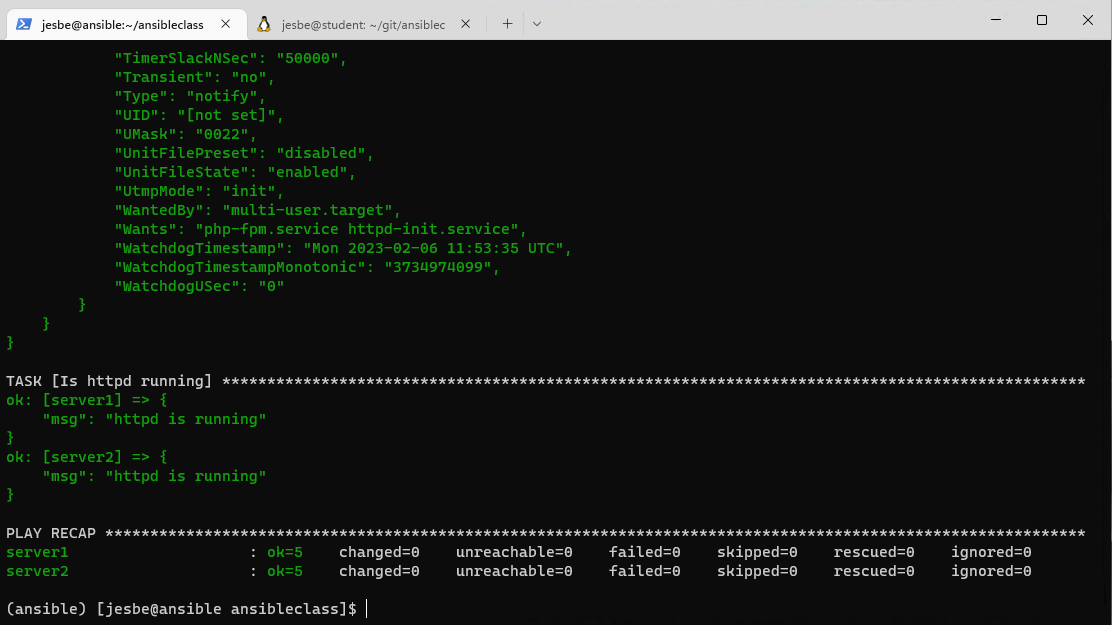 jesbe@ansible:~/ansibleclass
jesbe@student: ~/git/ansiblec
            "TimerSlackNSec": "50000",
            "Transient": "no",
            "Type": "notify",
            "UID": "[not set]",
            "UMask": "0022",
            "UnitFilePreset": "disabled",
            "UnitFileState": "enabled",
            "UtmpMode": "init",
            "WantedBy": "multi-user.target",
            "Wants": "php-fpm.service httpd-init.service",
            "WatchdogTimestamp": "Mon 2023-02-06 11:53:35 UTC",
            "WatchdogTimestampMonotonic": "3734974099",
            "WatchdogUSec": "0"
        }
    }
}
TASK [Is httpd running] ************************************************************************************************
ok: [server1] => {
    "msg": "httpd is running"
}
ok: [server2] => {
    "msg": "httpd is running"
}
PLAY RECAP *************************************************************************************************************
server1                    : ok=5    changed=0    unreachable=0    failed=0    skipped=0    rescued=0    ignored=0
server2                    : ok=5    changed=0    unreachable=0    failed=0    skipped=0    rescued=0    ignored=0
(ansible) [jesbe@ansible ansibleclass]$